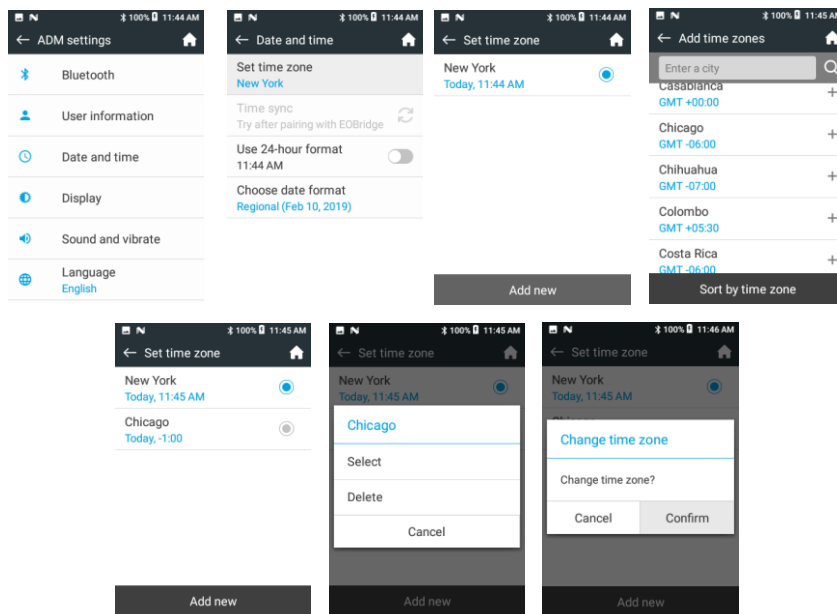 100% 11:44 AM
ADM settings
Bluetooth
User information
Date and time
Display
Sound and vibrate
Language
English
100% 11:44 AM
Date and time
Set time zone
New York
Time sync
Try after pairing with EOBridge
Use 24-hour format
11:44 AM
Choose date format
Regional (Feb 10, 2019)
100% 11:44 AM
Set time zone
New York
Today, 11:44 AM
Add new
100% 11:45 AM
Add time zones
Enter a city
Casablanca
GMT +00:00
Chicago
GMT -06:00
Chihuahua
GMT -07:00
Colombo
GMT +05:30
Costa Rica
GMT -06:00
Sort by time zone
100% 11:45 AM
Set time zone
New York
Today, 11:45 AM
Chicago
Today, -1:00
Add new
100% 11:45 AM
Set time zone
New York
Today, 11:45 AM
Chicago
Select
Delete
Cancel
Add new
100% 11:46 AM
Set time zone
New York
Today, 11:45 AM
Change time zone
Change time zone?
Cancel Confirm
Add new